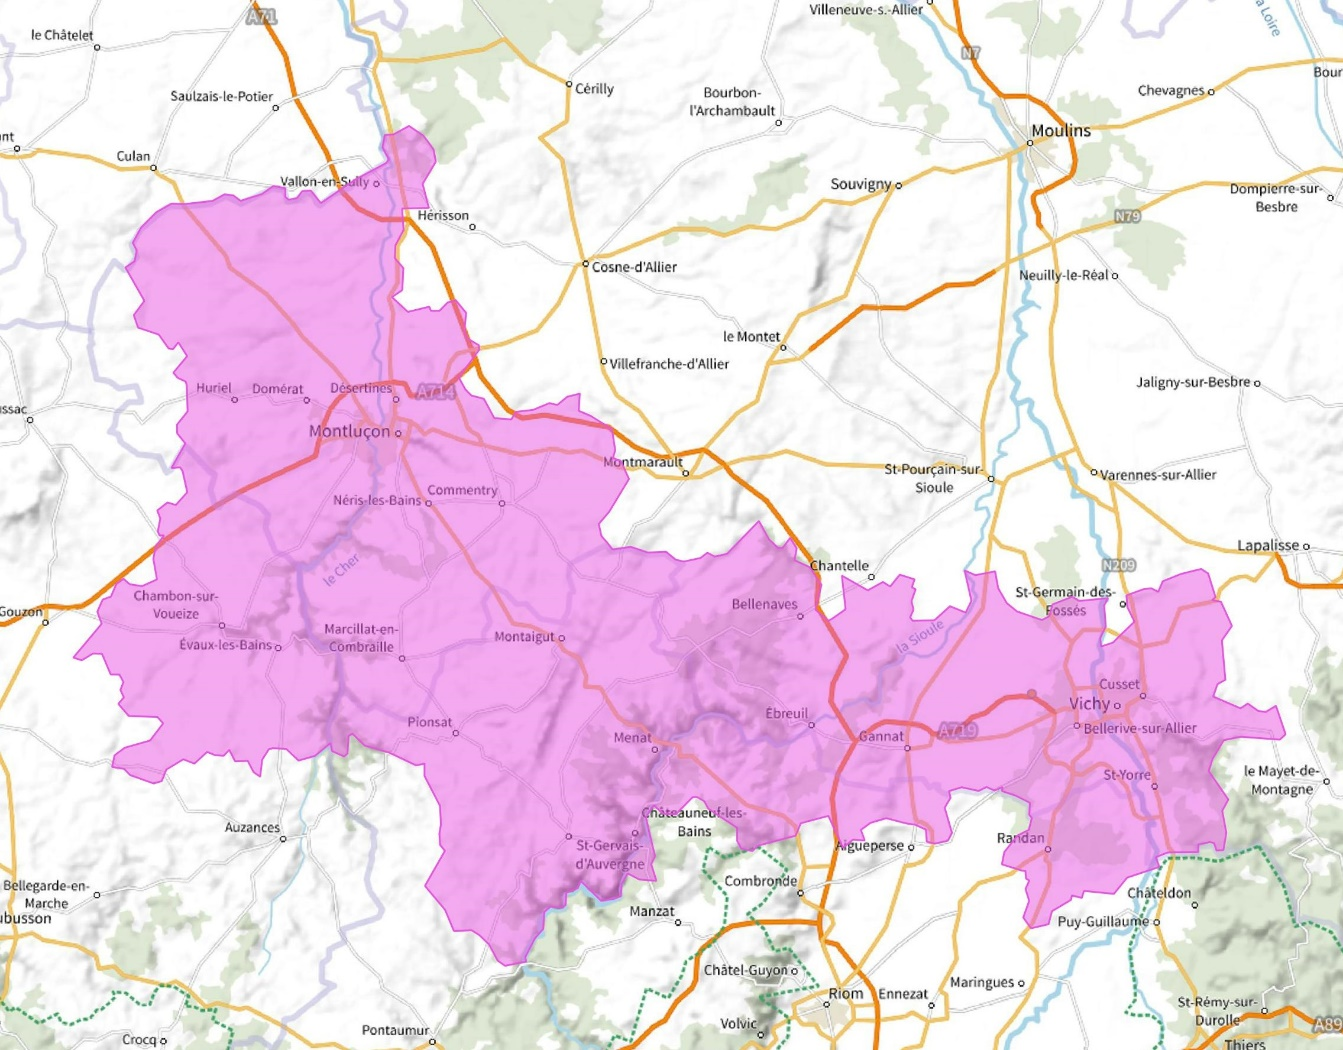 A71
Villeneuve-s.-Allier
la Loire
le Châtelet
N7
Bour
Cérilly
Bourbon-
l'Archambault
Chevagnes
Saulzais-le-Potier
Moulins
nt
Culan
Vallon-en-Sully
Souvigny
Dompierre-sur-
Besbre
Hérisson
N79
Cosne-d'Allier
Neuilly-le-Réal
le Montet
Villefranche-d'Allier
Huriel
Domérat
Désertines
A714
Jaligny-sur-Besbre
ssac
Montluçon
Montmarault
St-Pourçain-sur-
Sioule
Varennes-sur-Allier
Néris-les-Bains
Commentry
le Cher
Lapalisse
Chantelle
N209
Gouzon
Chambon-sur-
Voueize
Bellenaves
St-Germain-des-
Fossés
Marcillat-en-
Combraille
Évaux-les-Bains
Montaigut
la Sioule
Cusset
Vichy
Pionsat
Ébreuil
Menat
Gannat
A719
Bellerive-sur-Allier
St-Yorre
le Mayet-de-
Montagne
Auzances
Châteauneuf-les-
Bains
St-Gervais-
d'Auvergne
Aigueperse
Randan
Bellegarde-en-
Marche
ubusson
Combronde
Châteldon
Manzat
Puy-Guillaume
Châtel-Guyon
Maringues
Riom
Ennezat
St-Rémy-sur-
Durolle
Pontaumur
Volvic
A89
Crocq
Thiers